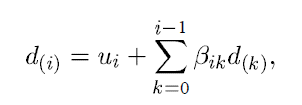 $d_{(i)} = u_i + \sum_{k=0}^{i-1} \beta_{ik} d_{(k)},$